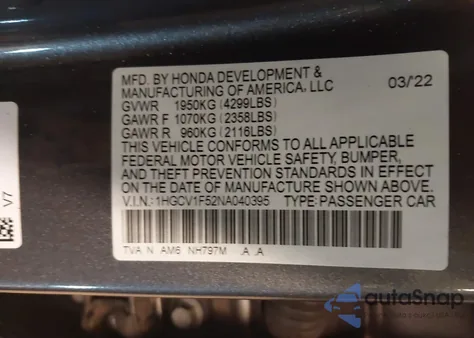 MFD. BY HONDA DEVELOPMENT &
MANUFACTURING OF AMERICA, LLC 03/22
GVWR 1950KG (4299LBS)
GAWR F 1070KG (2358LBS)
GAWR R 960KG (2116LBS)
THIS VEHICLE CONFORMS TO ALL APPLICABLE
FEDERAL MOTOR VEHICLE SAFETY, BUMPER,
AND THEFT PREVENTION STANDARDS IN EFFECT ON
THE DATE OF MANUFACTURE SHOWN ABOVE.
V.I.N.: 1HGCV1F52NA040395 TYPE: PASSENGER CAR
TVA N AM6 NH797M .A .A
V7
autoSnap